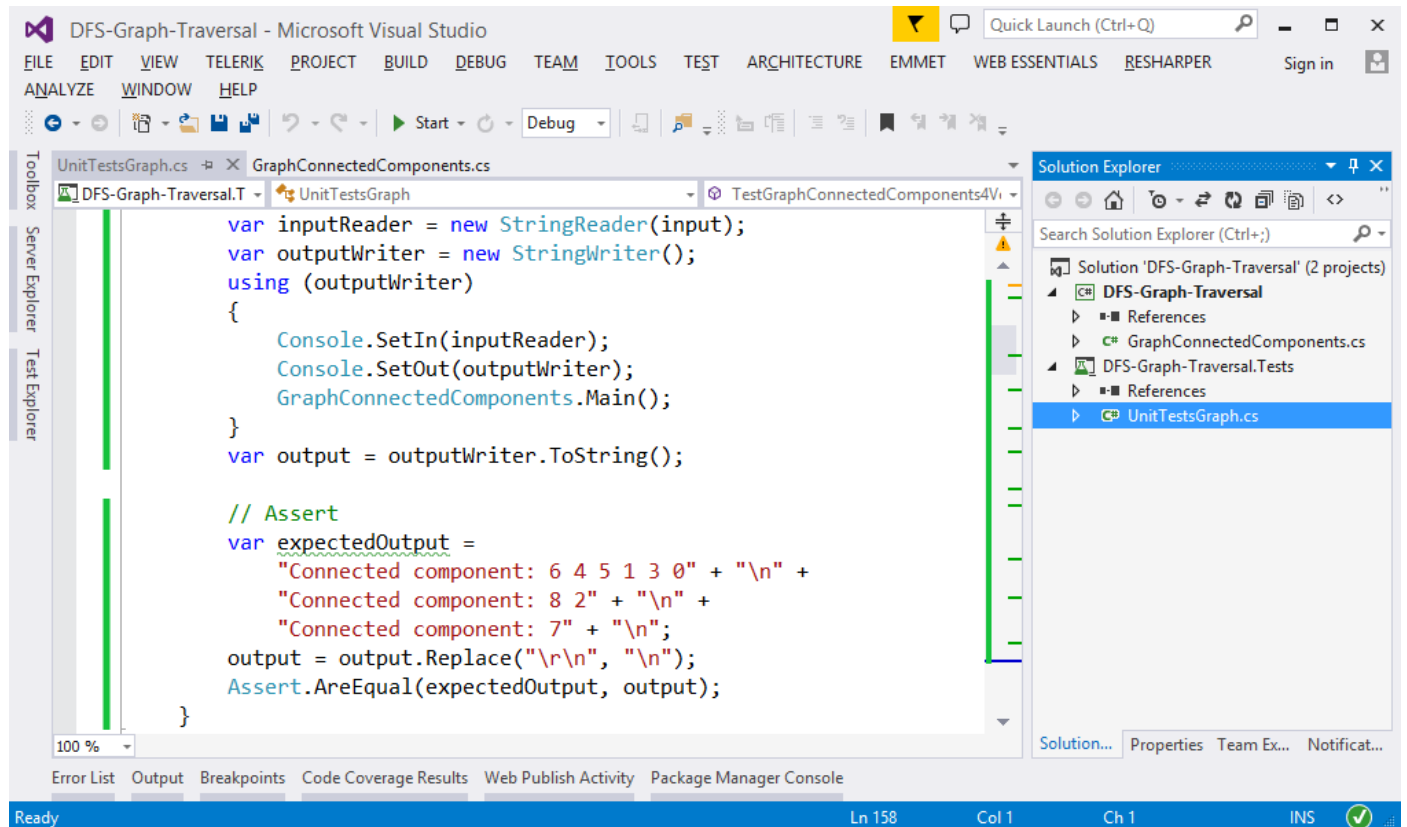 DFS-Graph-Traversal - Microsoft Visual Studio
Quick Launch (Ctrl+Q)
FILE EDIT VIEW TELERIK PROJECT BUILD DEBUG TEAM TOOLS TEST ARCHITECTURE EMMET WEB ESSENTIALS RESHARPER Sign in
ANALYZE WINDOW HELP
Start Debug
Toolbox
Server Explorer
Test Explorer
UnitTestsGraph.cs GraphConnectedComponents.cs
DFS-Graph-Traversal.T UnitTestsGraph TestGraphConnectedComponents4V
var inputReader = new StringReader(input);
var outputWriter = new StringWriter();
using (outputWriter)
{
Console.SetIn(inputReader);
Console.SetOut(outputWriter);
GraphConnectedComponents.Main();
}
var output = outputWriter.ToString();
// Assert
var expectedOutput =
"Connected component: 6 4 5 1 3 0" + "\n" +
"Connected component: 8 2" + "\n" +
"Connected component: 7" + "\n";
output = output.Replace("\r\n", "\n");
Assert.AreEqual(expectedOutput, output);
}
100 %
Solution Explorer
Search Solution Explorer (Ctrl+;)
Solution 'DFS-Graph-Traversal' (2 projects)
C# DFS-Graph-Traversal
References
C# GraphConnectedComponents.cs
DFS-Graph-Traversal.Tests
References
C# UnitTestsGraph.cs
Solution... Properties Team Ex... Notificat...
Error List Output Breakpoints Code Coverage Results Web Publish Activity Package Manager Console
Ready Ln 158 Col 1 Ch 1 INS